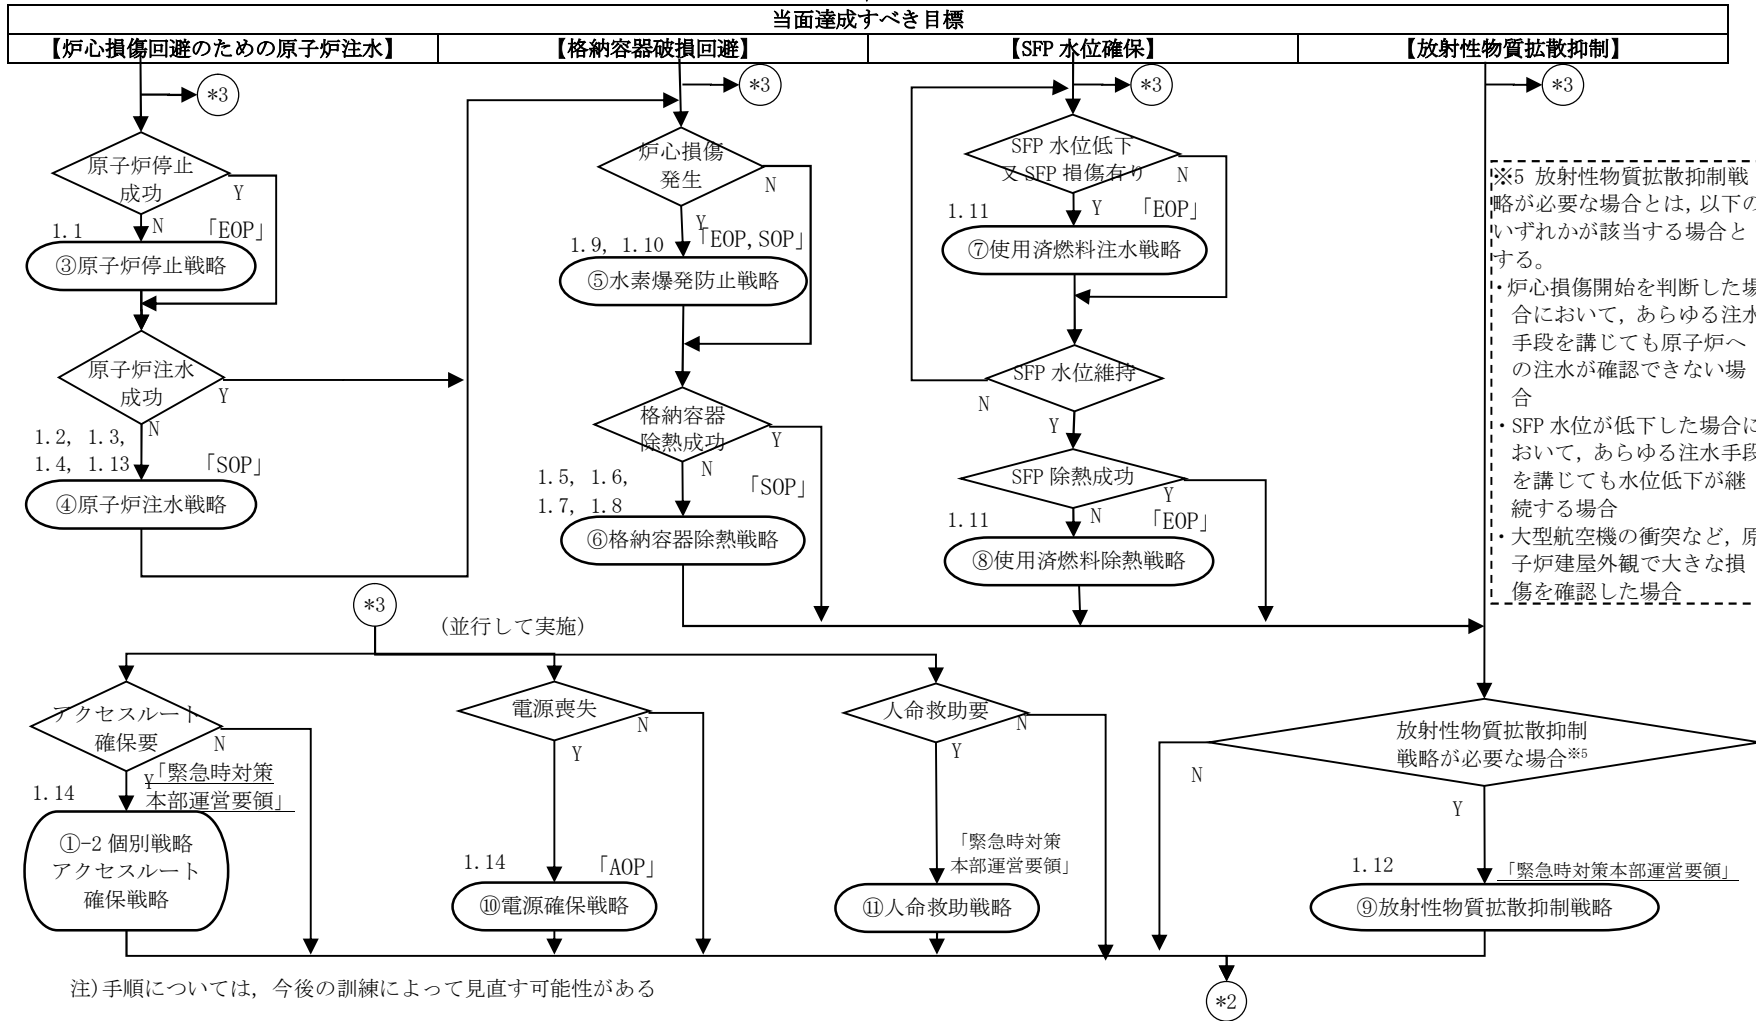 当面達成すべき目標
【炉心損傷回避のための原子炉注水】
【格納容器破損回避】
【SFP 水位確保】
【放射性物質拡散抑制】
*3
*3
*3
*3
原子炉停止
成功
Y
N
1.1
「EOP」
③原子炉停止戦略
原子炉注水
成功
Y
N
1.2, 1.3,
1.4, 1.13
「SOP」
④原子炉注水戦略
炉心損傷
発生
N
Y
1.9, 1.10
「EOP,SOP」
⑤水素爆発防止戦略
格納容器
除熱成功
Y
N
1.5, 1.6,
1.7, 1.8
「SOP」
⑥格納容器除熱戦略
SFP 水位低下
又 SFP 損傷有り
N
Y
1.11
「EOP」
⑦使用済燃料注水戦略
SFP 水位維持
N
Y
SFP 除熱成功
Y
N
1.11
「EOP」
⑧使用済燃料除熱戦略
※5 放射性物質拡散抑制戦
略が必要な場合とは, 以下の
いずれかが該当する場合と
する。
・炉心損傷開始を判断した場
合において, あらゆる注水
手段を講じても原子炉へ
の注水が確認できない場
合
・SFP 水位が低下した場合に
おいて, あらゆる注水手段
を講じても水位低下が継
続する場合
・大型航空機の衝突など, 原
子炉建屋外観で大きな損
傷を確認した場合
*3
(並行して実施)
アクセスルート
確保要
N
Y
「緊急時対策
本部運営要領」
1.14
①-2 個別戦略
アクセスルート
確保戦略
電源喪失
N
Y
1.14
「AOP」
⑩電源確保戦略
人命救助要
N
Y
「緊急時対策
本部運営要領」
⑪人命救助戦略
放射性物質拡散抑制
戦略が必要な場合※5
N
Y
1.12
「緊急時対策本部運営要領」
⑨放射性物質拡散抑制戦略
*2
注)手順については, 今後の訓練によって見直す可能性がある